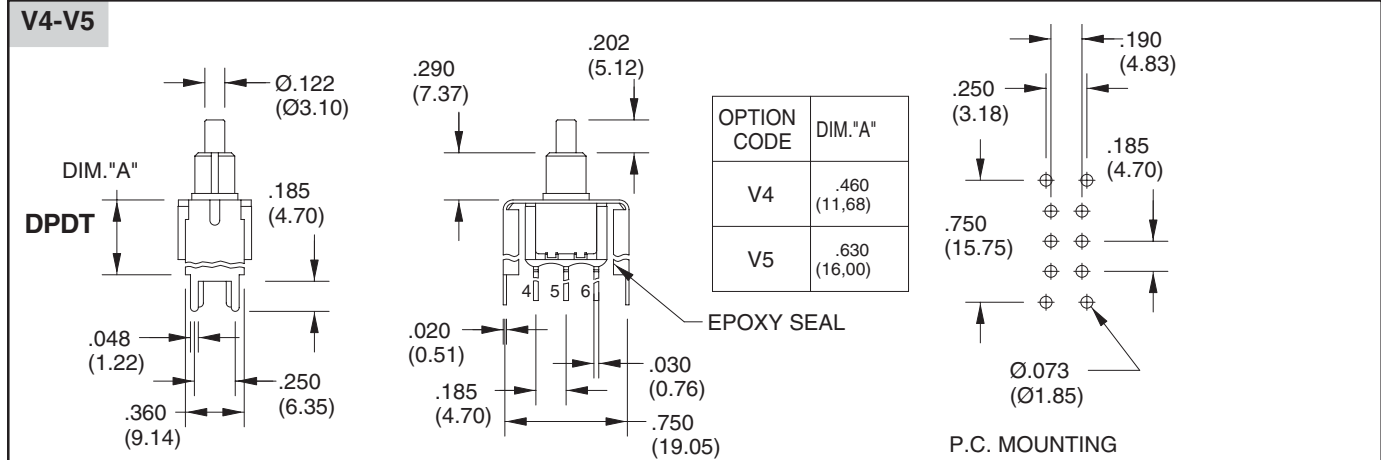 V4-V5
Ø.122
(Ø3.10)
DIM."A"
DPDT
.185
(4.70)
.048
(1.22)
.250
(6.35)
.360
(9.14)
.290
(7.37)
.202
(5.12)
4 5 6
EPOXY SEAL
.020
(0.51)
.030
(0.76)
.185
(4.70)
.750
(19.05)
OPTION CODE DIM."A"
V4 .460 (11,68)
V5 .630 (16,00)
.190
(4.83)
.250
(3.18)
.185
(4.70)
.750
(15.75)
Ø.073
(Ø1.85)
P.C. MOUNTING